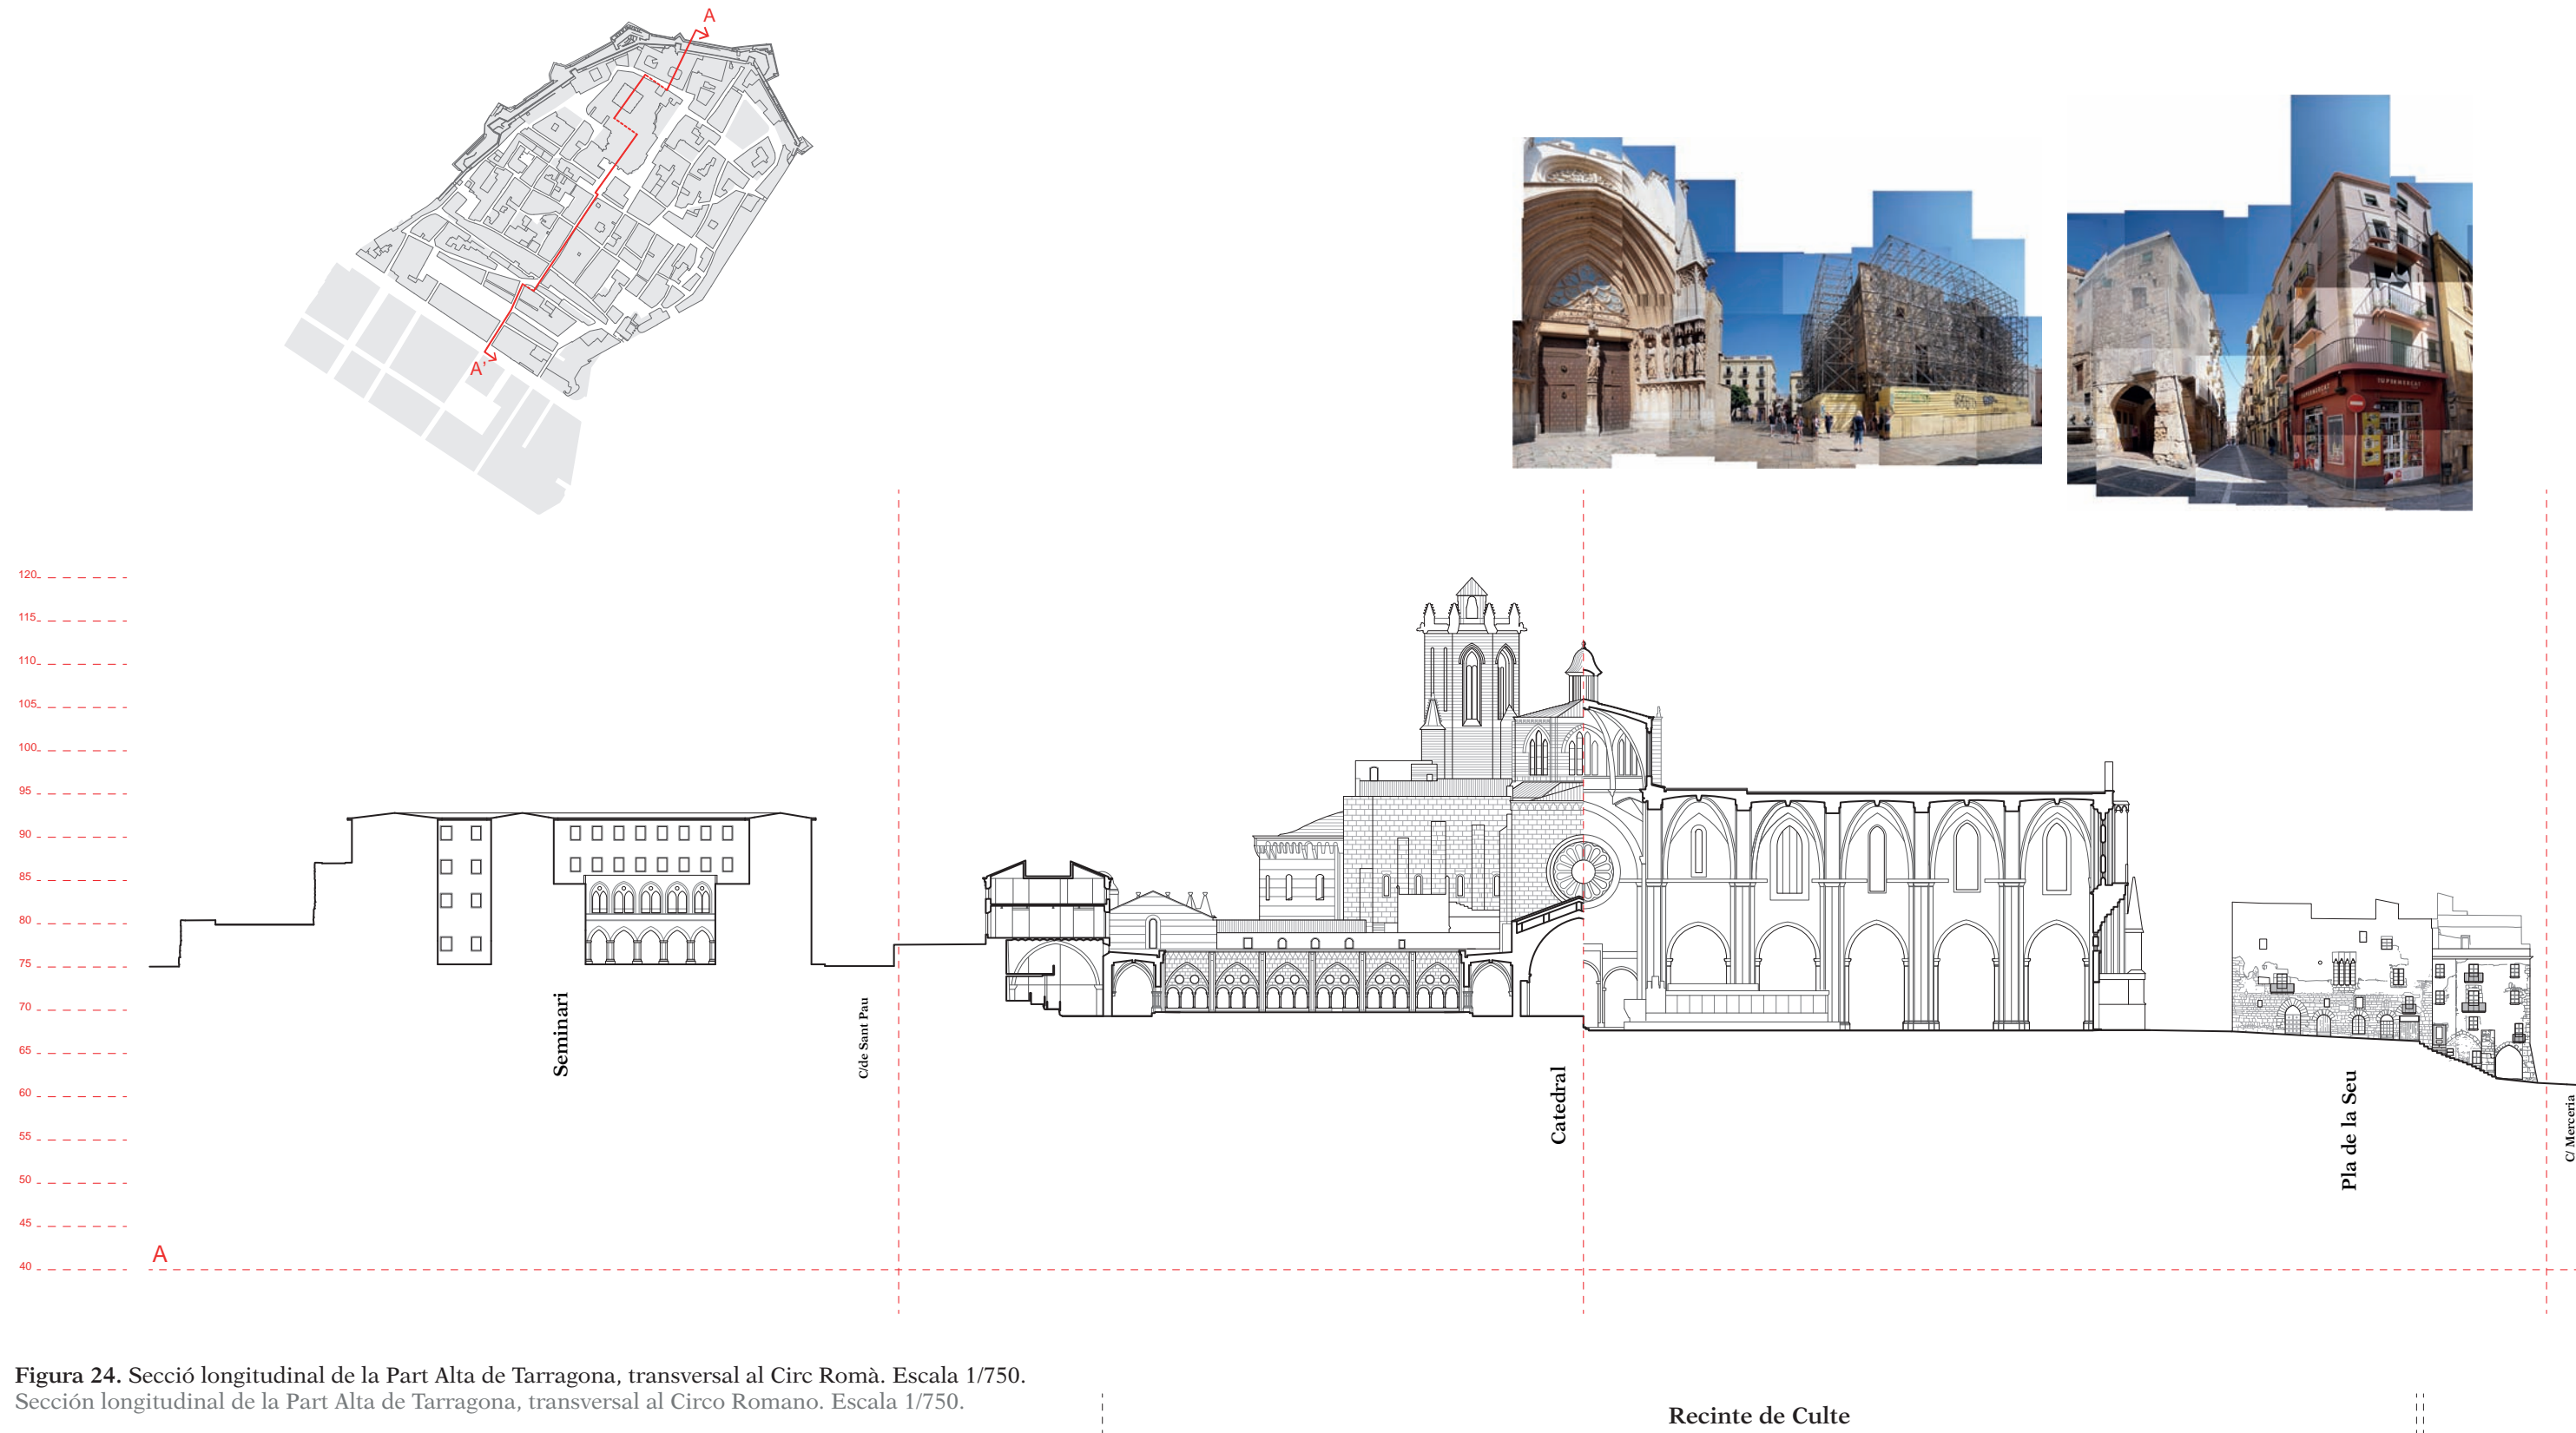 A
A'
SUPERMERCAT
SUPERMERCAT
120
115
110
105
100
95
90
85
80
75
70
65
60
55
50
45
40
A
Seminari
C/de Sant Pau
Catedral
Pla de la Seu
C/ Merceria
Figura 24. Secció longitudinal de la Part Alta de Tarragona, transversal al Circ Romà. Escala 1/750.
Sección longitudinal de la Part Alta de Tarragona, transversal al Circo Romano. Escala 1/750.
Recinte de Culte